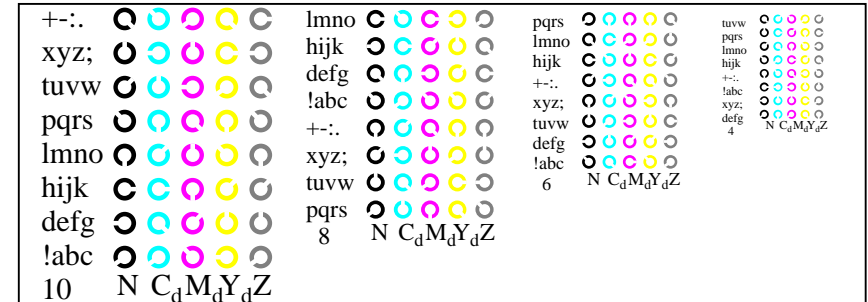 +-:.
xyz;
tuvw
pqrs
lmno
hijk
defg
!abc
10 N CdMdYdZ
lmno
hijk
defg
!abc
+-:.
xyz;
tuvw
pqrs
8 N CdMdYdZ
pqrs
lmno
hijk
+-:.
xyz;
tuvw
defg
!abc
6 N CdMdYdZ
tuvw
pqrs
lmno
hijk
+-:.
!abc
xyz;
defg
4 N CdMdYdZ